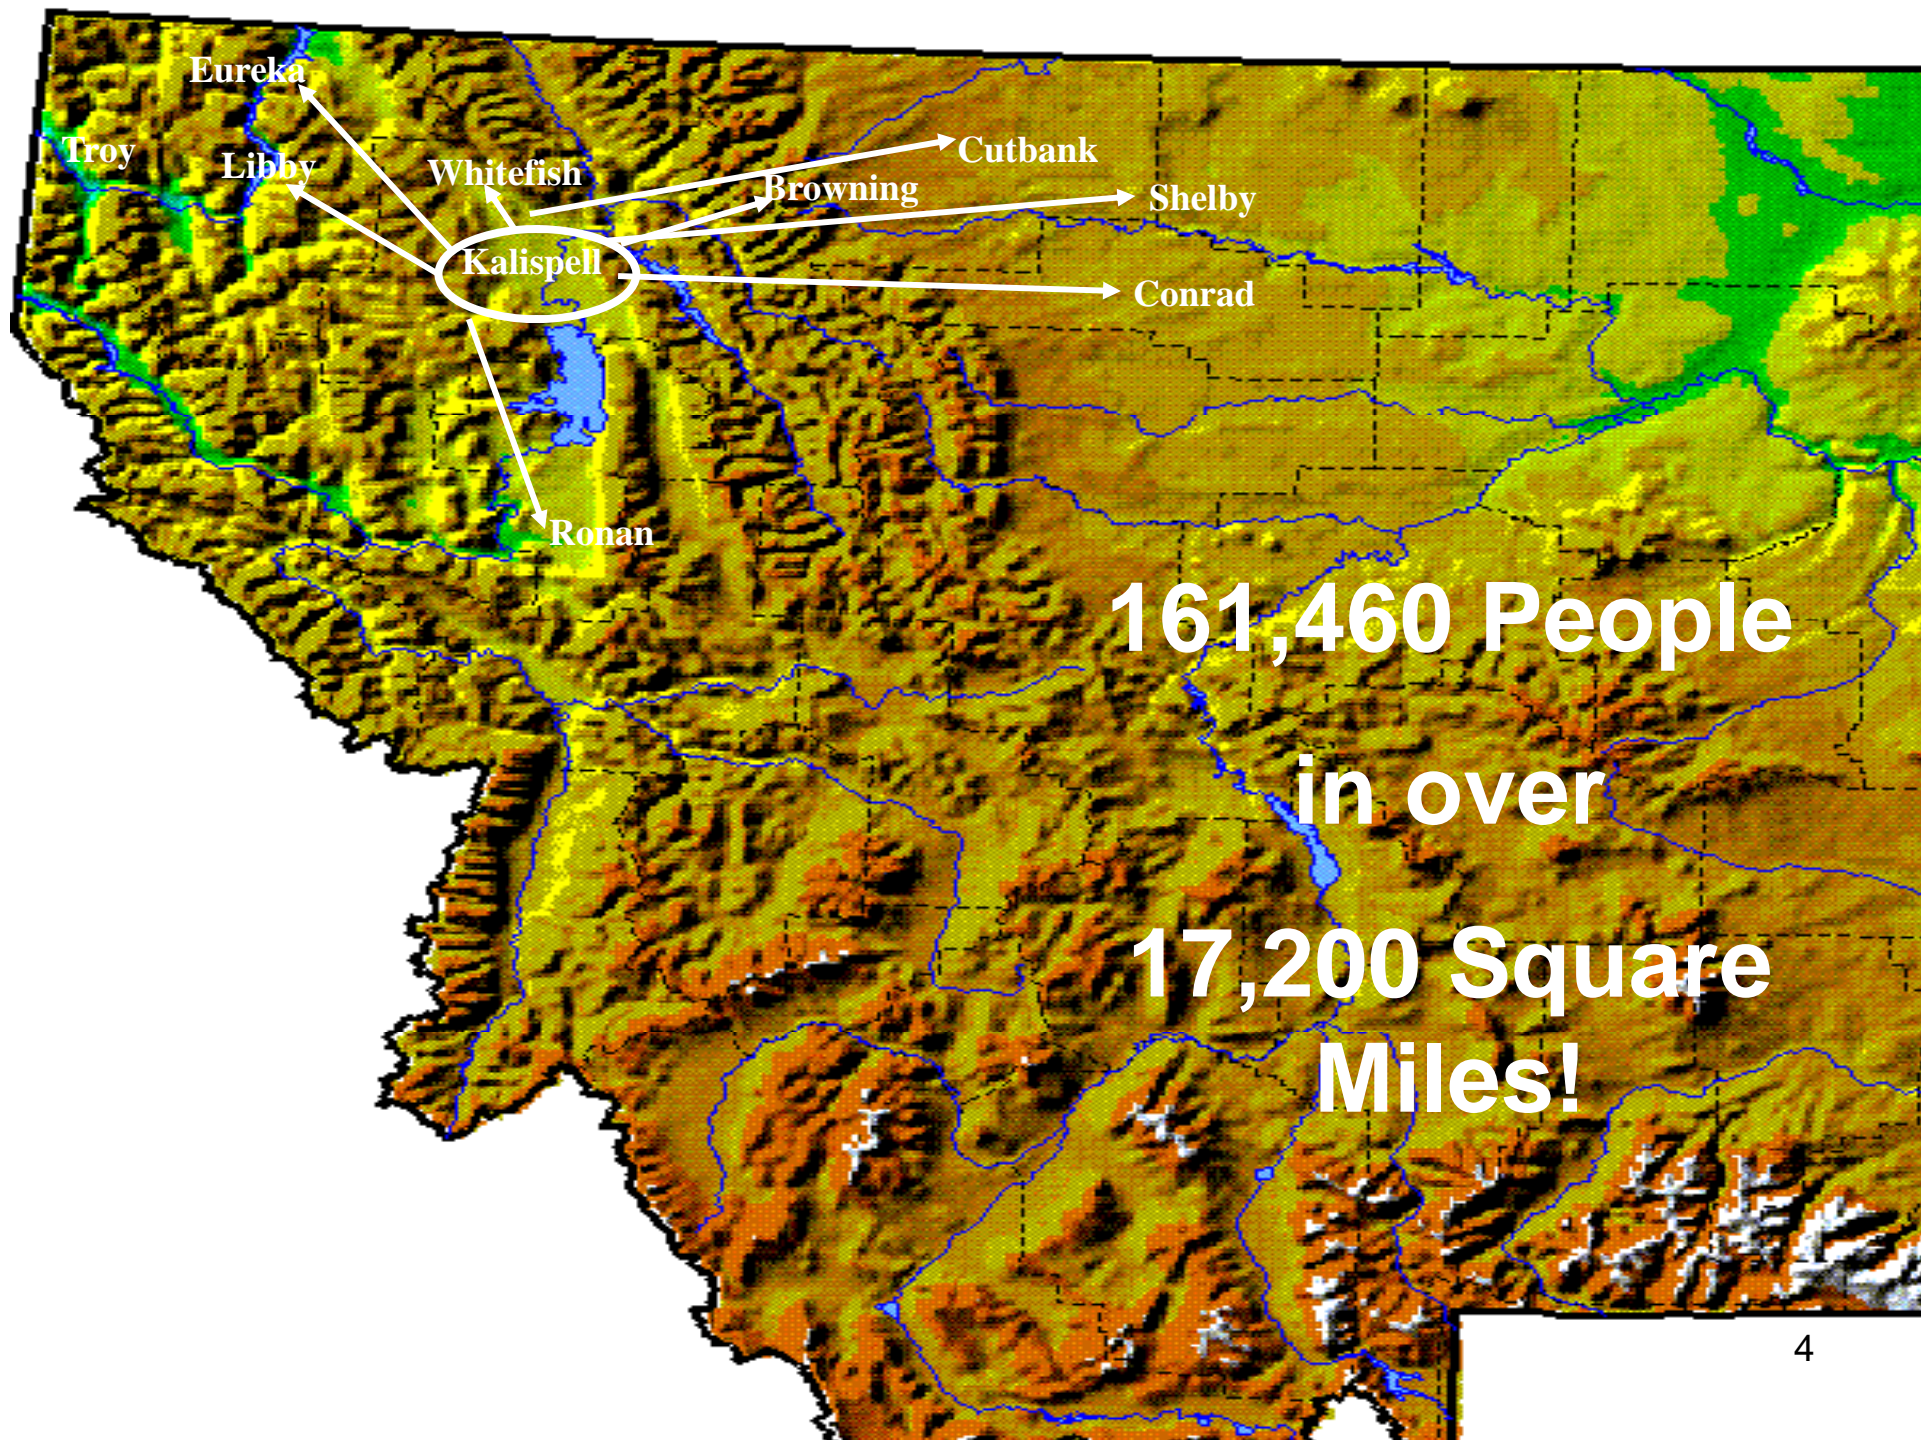 Eureka
Troy
Libby
Whitefish
Cutbank
Browning
Shelby
Kalispell
Conrad
Ronan
161,460 People
in over
17,200 Square
Miles!
4